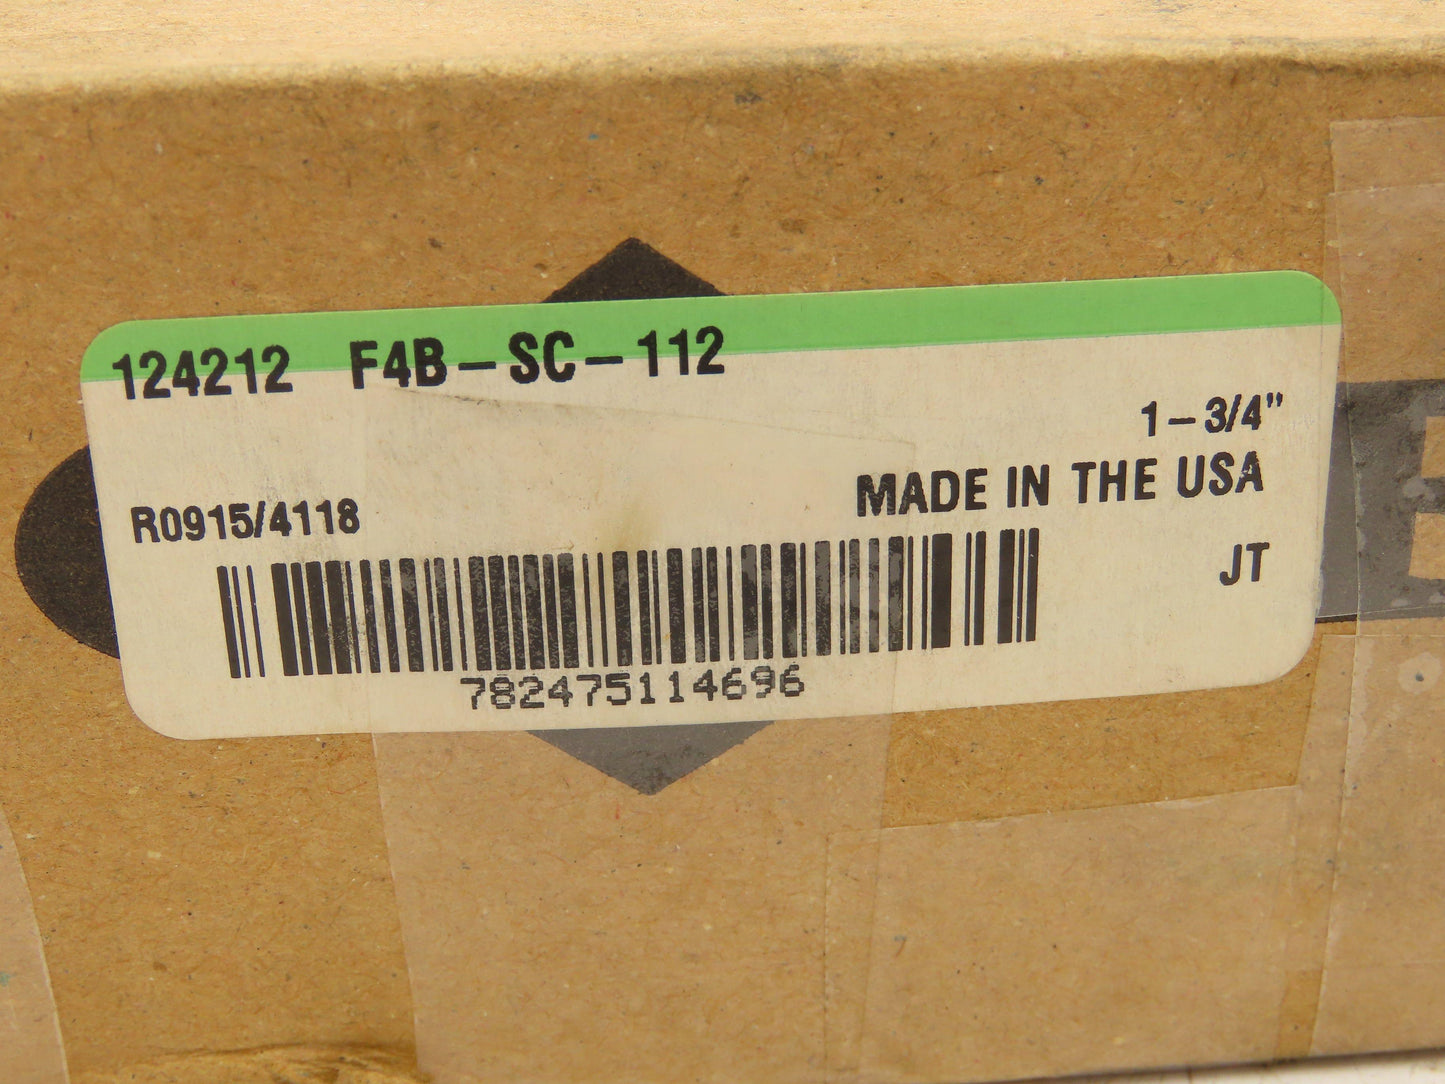 124212 F4B-SC-112
1-3/4"
MADE IN THE USA
R0915/4118
JT
782475114696